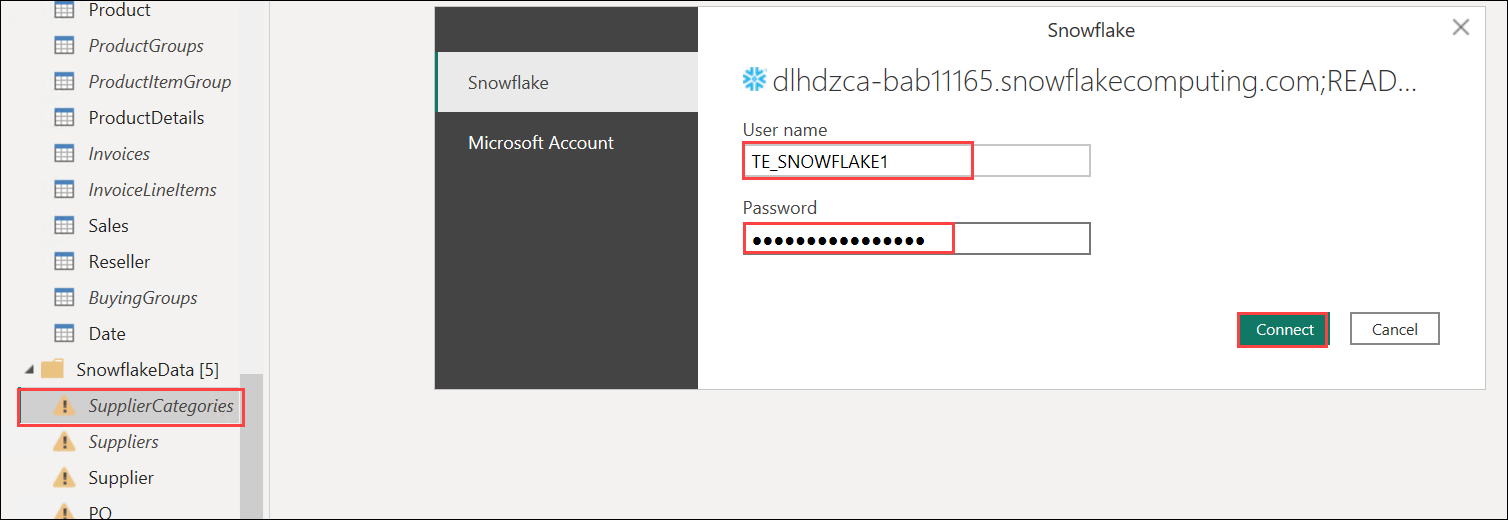 Product
ProductGroups
ProductItemGroup
ProductDetails
Invoices
InvoiceLineItems
Sales
Reseller
BuyingGroups
Date
SnowflakeData [5]
SupplierCategories
Suppliers
Supplier
PO
Snowflake
Microsoft Account
Snowflake
dlhdzca-bab11165.snowflakecomputing.com;READ...
User name
TE_SNOWFLAKE1
Password
Connect
Cancel